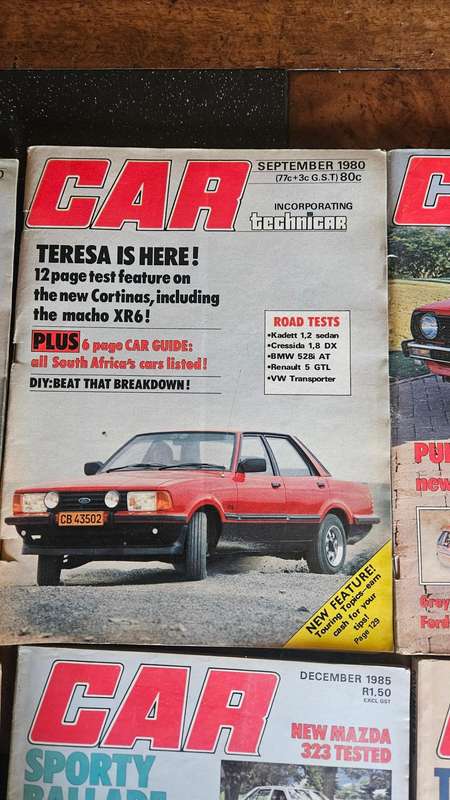 CAR
SEPTEMBER 1980
(77c+3c G.S.T) 80c
INCORPORATING
technicar
TERESA IS HERE!
12 page test feature on
the new Cortinas, including
the macho XR6!
PLUS 6 page CAR GUIDE:
all South Africa's cars listed!
DIY: BEAT THAT BREAKDOWN!
ROAD TESTS
•Kadett 1,2 sedan
•Cressida 1,8 DX
•BMW 528i AT
•Renault 5 GTL
•VW Transporter
Ford
CB 43502
NEW FEATURE!
Touring Topics—earn
cash for your
tips!
Page 129
new
Ford
CAR
DECEMBER 1985
R1,50
EXCL GST
NEW MAZDA
323 TESTED
SPORTY
BALLADE